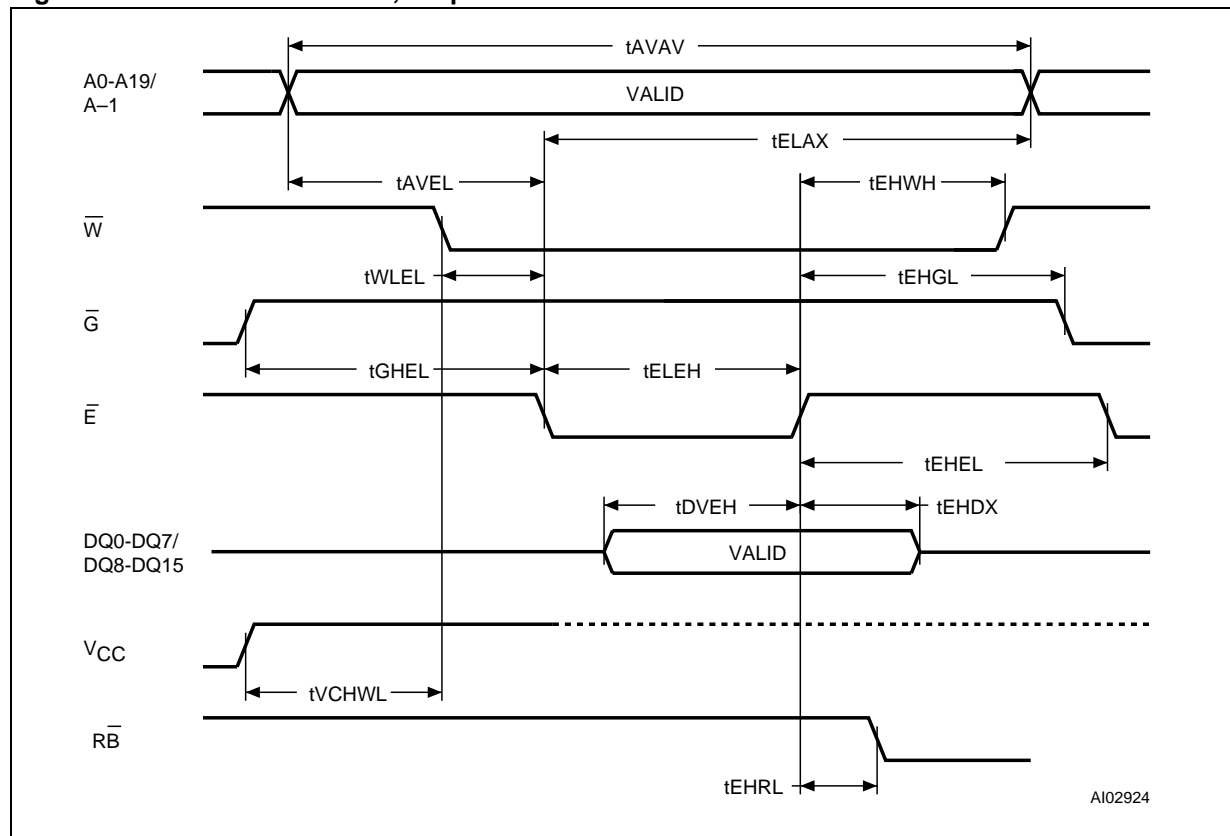 tAVAV
A0-A19/
A–1
VALID
tELAX
tAVEL
tEHWH
W̅
tWLEL
tEHGL
G̅
tGHEL
tELEH
E̅
tEHEL
tDVEH
tEHDX
DQ0-DQ7/
DQ8-DQ15
VALID
VCC
tVCHWL
RB̅
tEHRL
AI02924